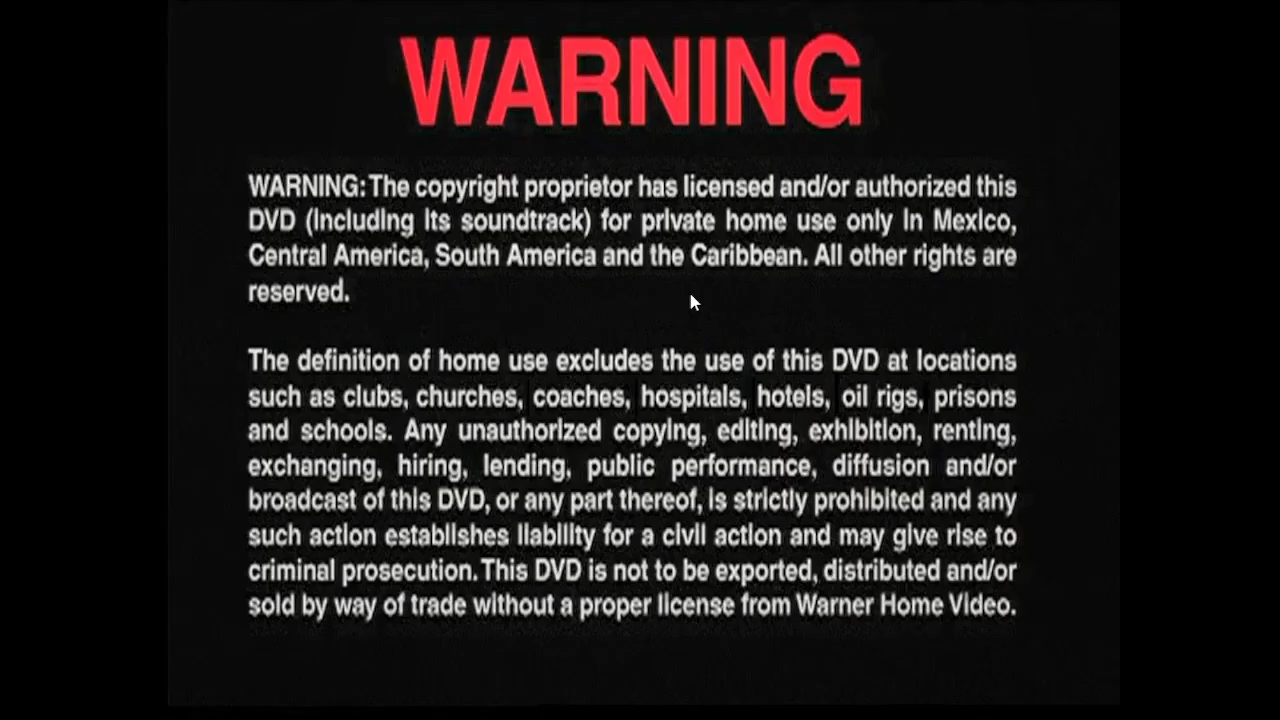 WARNING
WARNING: The copyright proprietor has licensed and/or authorized this
DVD (including its soundtrack) for private home use only in Mexico,
Central America, South America and the Caribbean. All other rights are
reserved.
The definition of home use excludes the use of this DVD at locations
such as clubs, churches, coaches, hospitals, hotels, oil rigs, prisons
and schools. Any unauthorized copying, editing, exhibition, renting,
exchanging, hiring, lending, public performance, diffusion and/or
broadcast of this DVD, or any part thereof, is strictly prohibited and any
such action establishes liability for a civil action and may give rise to
criminal prosecution. This DVD is not to be exported, distributed and/or
sold by way of trade without a proper license from Warner Home Video.